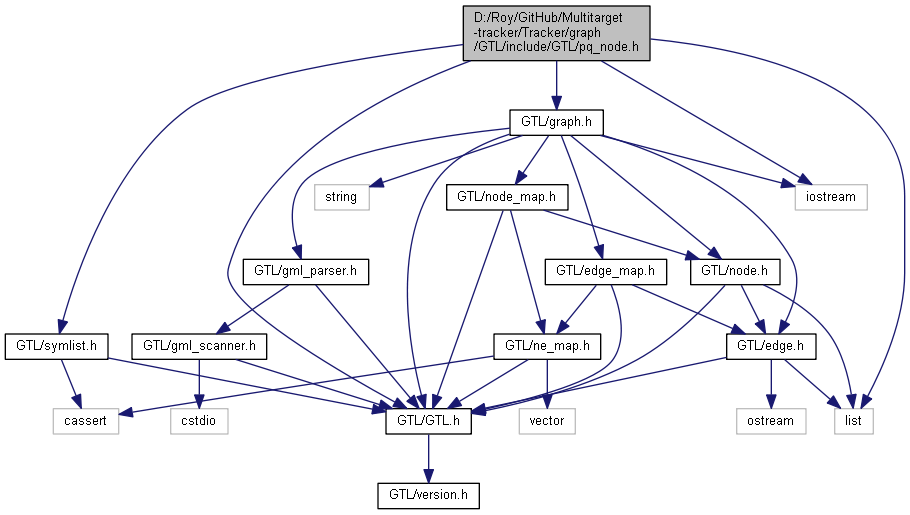 D:/Roy/GitHub/Multitarget
-tracker/Tracker/graph
/GTL/include/GTL/pq_node.h
GTL/graph.h
string
GTL/node_map.h
iostream
GTL/gml_parser.h
GTL/edge_map.h
GTL/node.h
GTL/symlist.h
GTL/gml_scanner.h
GTL/ne_map.h
GTL/edge.h
cassert
cstdio
GTL/GTL.h
vector
ostream
list
GTL/version.h